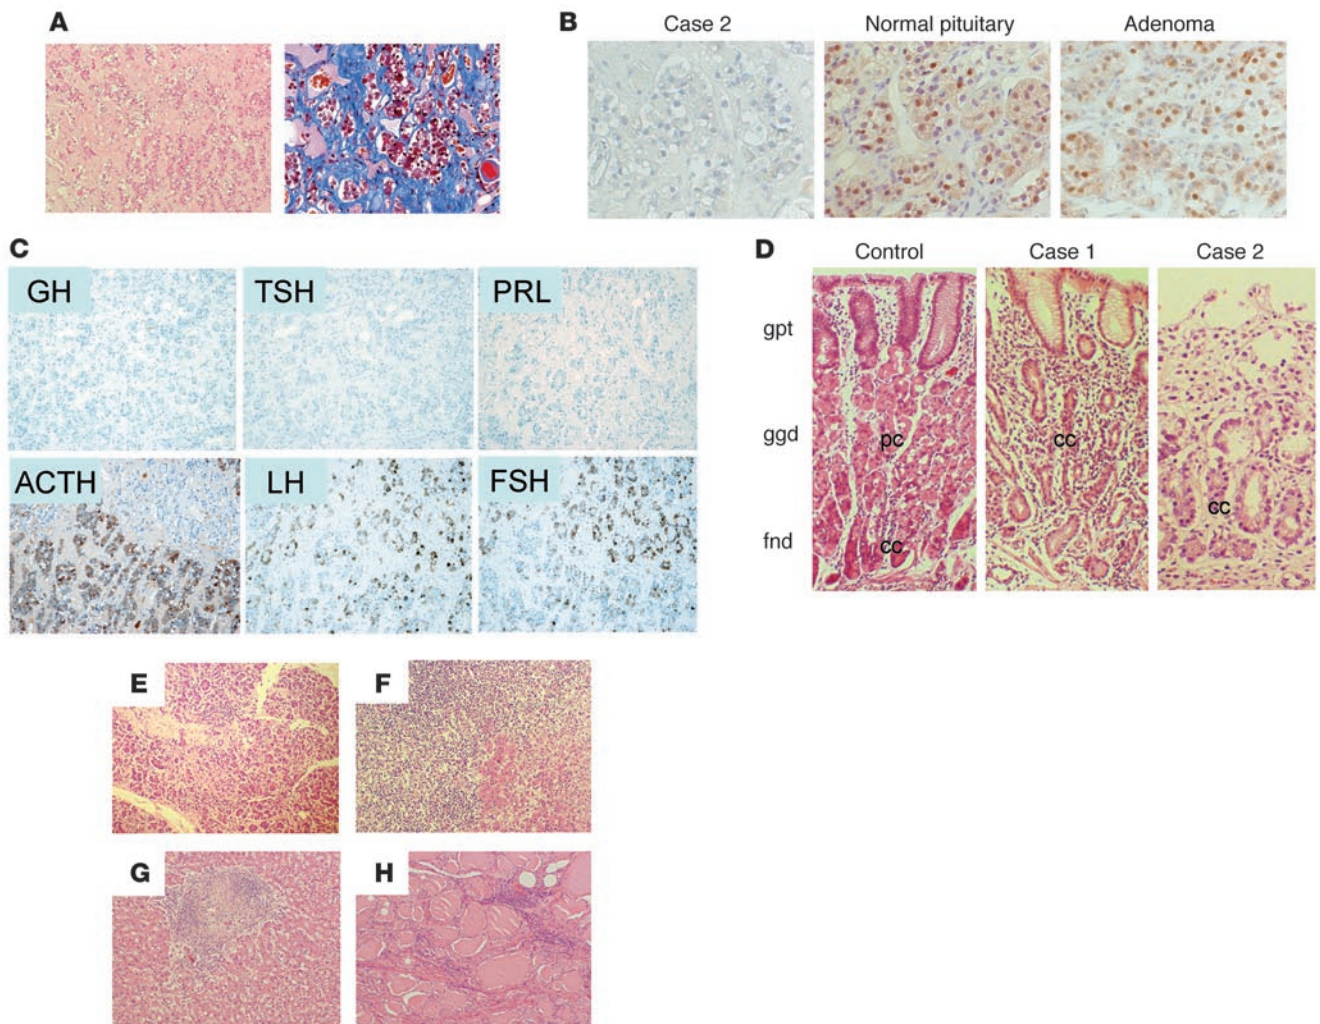 A
B
Case 2
Normal pituitary
Adenoma
C
GH
TSH
PRL
ACTH
LH
FSH
D
Control
Case 1
Case 2
gpt
ggd
fnd
pc
cc
cc
cc
E
F
G
H